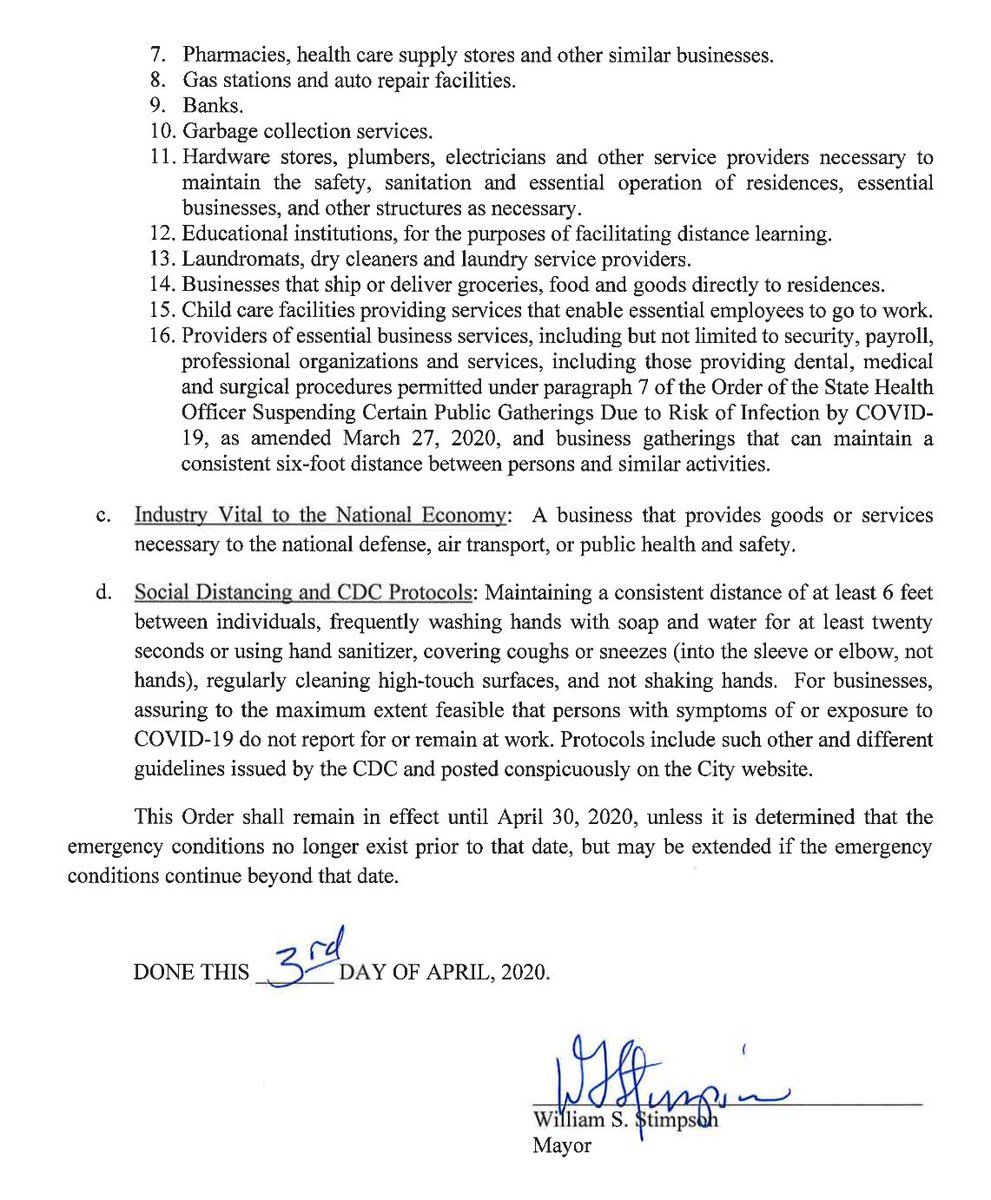 7. Pharmacies, health care supply stores and other similar businesses.
8. Gas stations and auto repair facilities.
9. Banks.
10. Garbage collection services.
11. Hardware stores, plumbers, electricians and other service providers necessary to
maintain the safety, sanitation and essential operation of residences, essential
businesses, and other structures as necessary.
12. Educational institutions, for the purposes of facilitating distance learning.
13. Laundromats, dry cleaners and laundry service providers.
14. Businesses that ship or deliver groceries, food and goods directly to residences.
15. Child care facilities providing services that enable essential employees to go to work.
16. Providers of essential business services, including but not limited to security, payroll,
professional organizations and services, including those providing dental, medical
and surgical procedures permitted under paragraph 7 of the Order of the State Health
Officer Suspending Certain Public Gatherings Due to Risk of Infection by COVID-
19, as amended March 27, 2020, and business gatherings that can maintain a
consistent six-foot distance between persons and similar activities.
c. Industry Vital to the National Economy: A business that provides goods or services
necessary to the national defense, air transport, or public health and safety.
d. Social Distancing and CDC Protocols: Maintaining a consistent distance of at least 6 feet
between individuals, frequently washing hands with soap and water for at least twenty
seconds or using hand sanitizer, covering coughs or sneezes (into the sleeve or elbow, not
hands), regularly cleaning high-touch surfaces, and not shaking hands. For businesses,
assuring to the maximum extent feasible that persons with symptoms of or exposure to
COVID-19 do not report for or remain at work. Protocols include such other and different
guidelines issued by the CDC and posted conspicuously on the City website.
This Order shall remain in effect until April 30, 2020, unless it is determined that the
emergency conditions no longer exist prior to that date, but may be extended if the emergency
conditions continue beyond that date.
DONE THIS 3rd DAY OF APRIL, 2020.
William S. Stimpson
Mayor